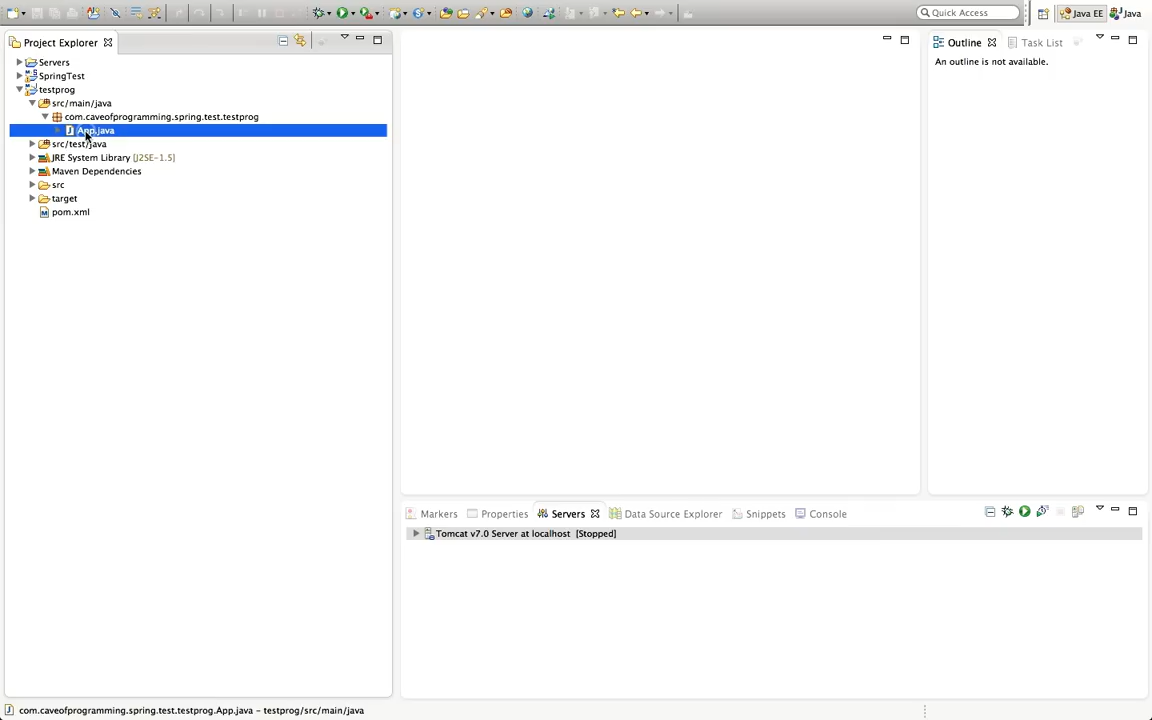 Quick Access
Java EE
Java
Project Explorer
Servers
SpringTest
testprog
src/main/java
com.caveofprogramming.spring.test.testprog
App.java
src/test/java
JRE System Library [J2SE-1.5]
Maven Dependencies
src
target
pom.xml
Outline
Task List
An outline is not available.
Markers
Properties
Servers
Data Source Explorer
Snippets
Console
Tomcat v7.0 Server at localhost [Stopped]
com.caveofprogramming.spring.test.testprog.App.java - testprog/src/main/java